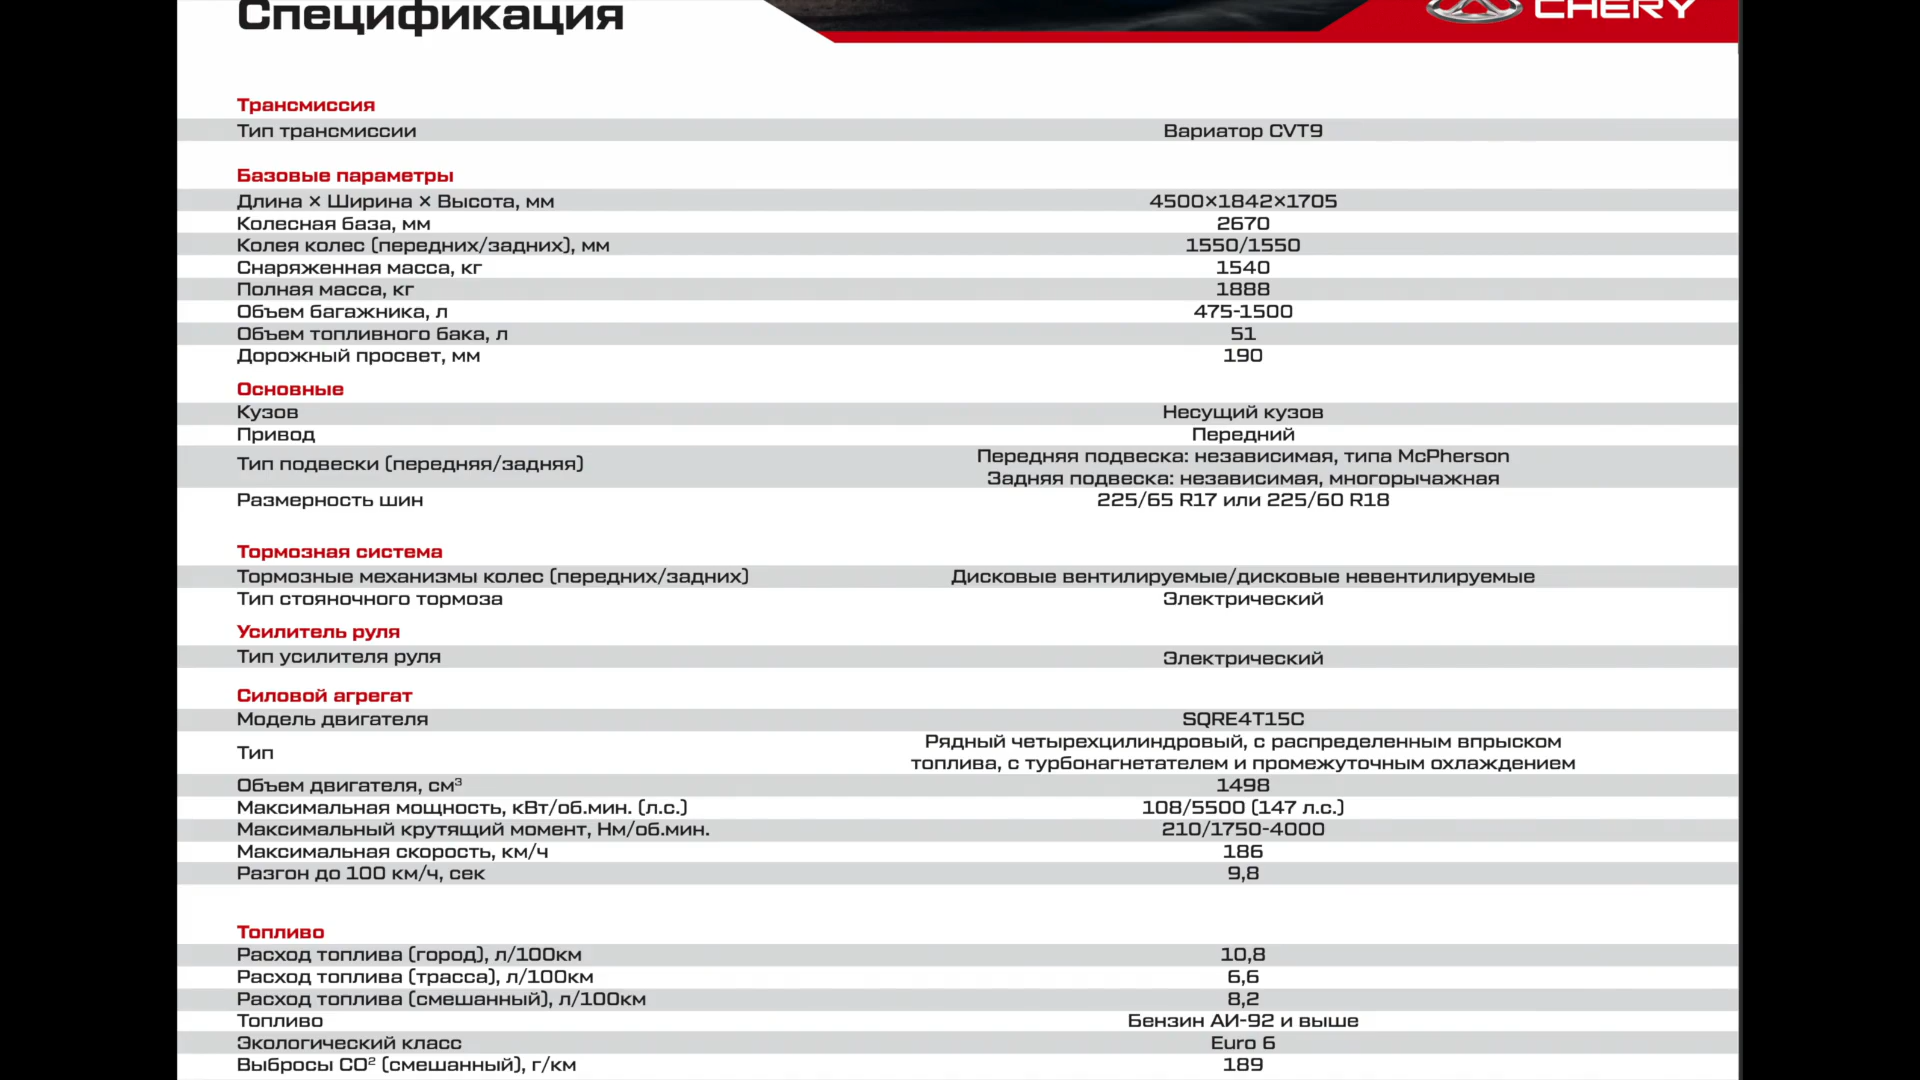 Спецификация
CHERY
Трансмиссия
Тип трансмиссии Вариатор CVT9
Базовые параметры
Длина × Ширина × Высота, мм 4500×1842×1705
Колесная база, мм 2670
Колея колес (передних/задних), мм 1550/1550
Снаряженная масса, кг 1540
Полная масса, кг 1888
Объем багажника, л 475-1500
Объем топливного бака, л 51
Дорожный просвет, мм 190
Основные
Кузов Несущий кузов
Привод Передний
Тип подвески (передняя/задняя) Передняя подвеска: независимая, типа McPherson
Задняя подвеска: независимая, многорычажная
Размерность шин 225/65 R17 или 225/60 R18
Тормозная система
Тормозные механизмы колес (передних/задних) Дисковые вентилируемые/дисковые невентилируемые
Тип стояночного тормоза Электрический
Усилитель руля
Тип усилителя руля Электрический
Силовой агрегат
Модель двигателя SQRE4T15C
Тип Рядный четырехцилиндровый, с распределенным впрыском
топлива, с турбонагнетателем и промежуточным охлаждением
Объем двигателя, см³ 1498
Максимальная мощность, кВт/об.мин. (л.с.) 108/5500 (147 л.с.)
Максимальный крутящий момент, Нм/об.мин. 210/1750-4000
Максимальная скорость, км/ч 186
Разгон до 100 км/ч, сек 9,8
Топливо
Расход топлива (город), л/100км 10,8
Расход топлива (трасса), л/100км 6,6
Расход топлива (смешанный), л/100км 8,2
Топливо Бензин АИ-92 и выше
Экологический класс Euro 6
Выбросы CO² (смешанный), г/км 189